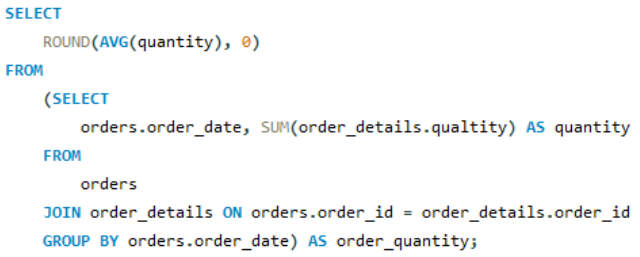 SELECT
ROUND(AVG(quantity), 0)
FROM
(SELECT
orders.order_date, SUM(order_details.qualtity) AS quantity
FROM
orders
JOIN order_details ON orders.order_id = order_details.order_id
GROUP BY orders.order_date) AS order_quantity;